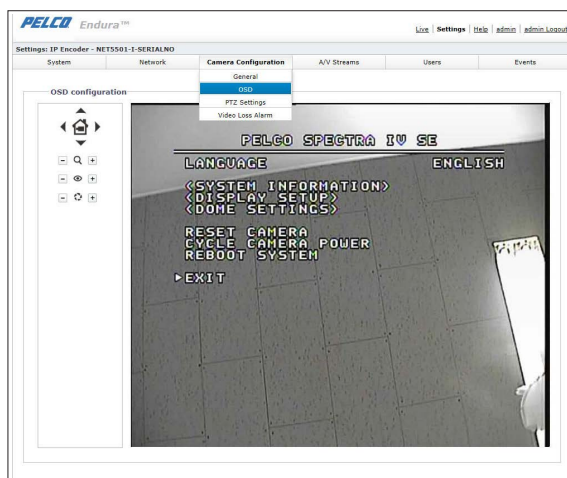 PELCO Endura™
Live | Settings | Help | admin | admin Logout
Settings: IP Encoder - NET5501-I-SERIALNO
System Network Camera Configuration A/V Streams Users Events
General
OSD
PTZ Settings
Video Loss Alarm
OSD configuration
PELCO SPECTRA IV SE
LANGUAGE ENGLISH
<SYSTEM INFORMATION>
<DISPLAY SETUP>
<DOME SETTINGS>
RESET CAMERA
CYCLE CAMERA POWER
REBOOT SYSTEM
EXIT